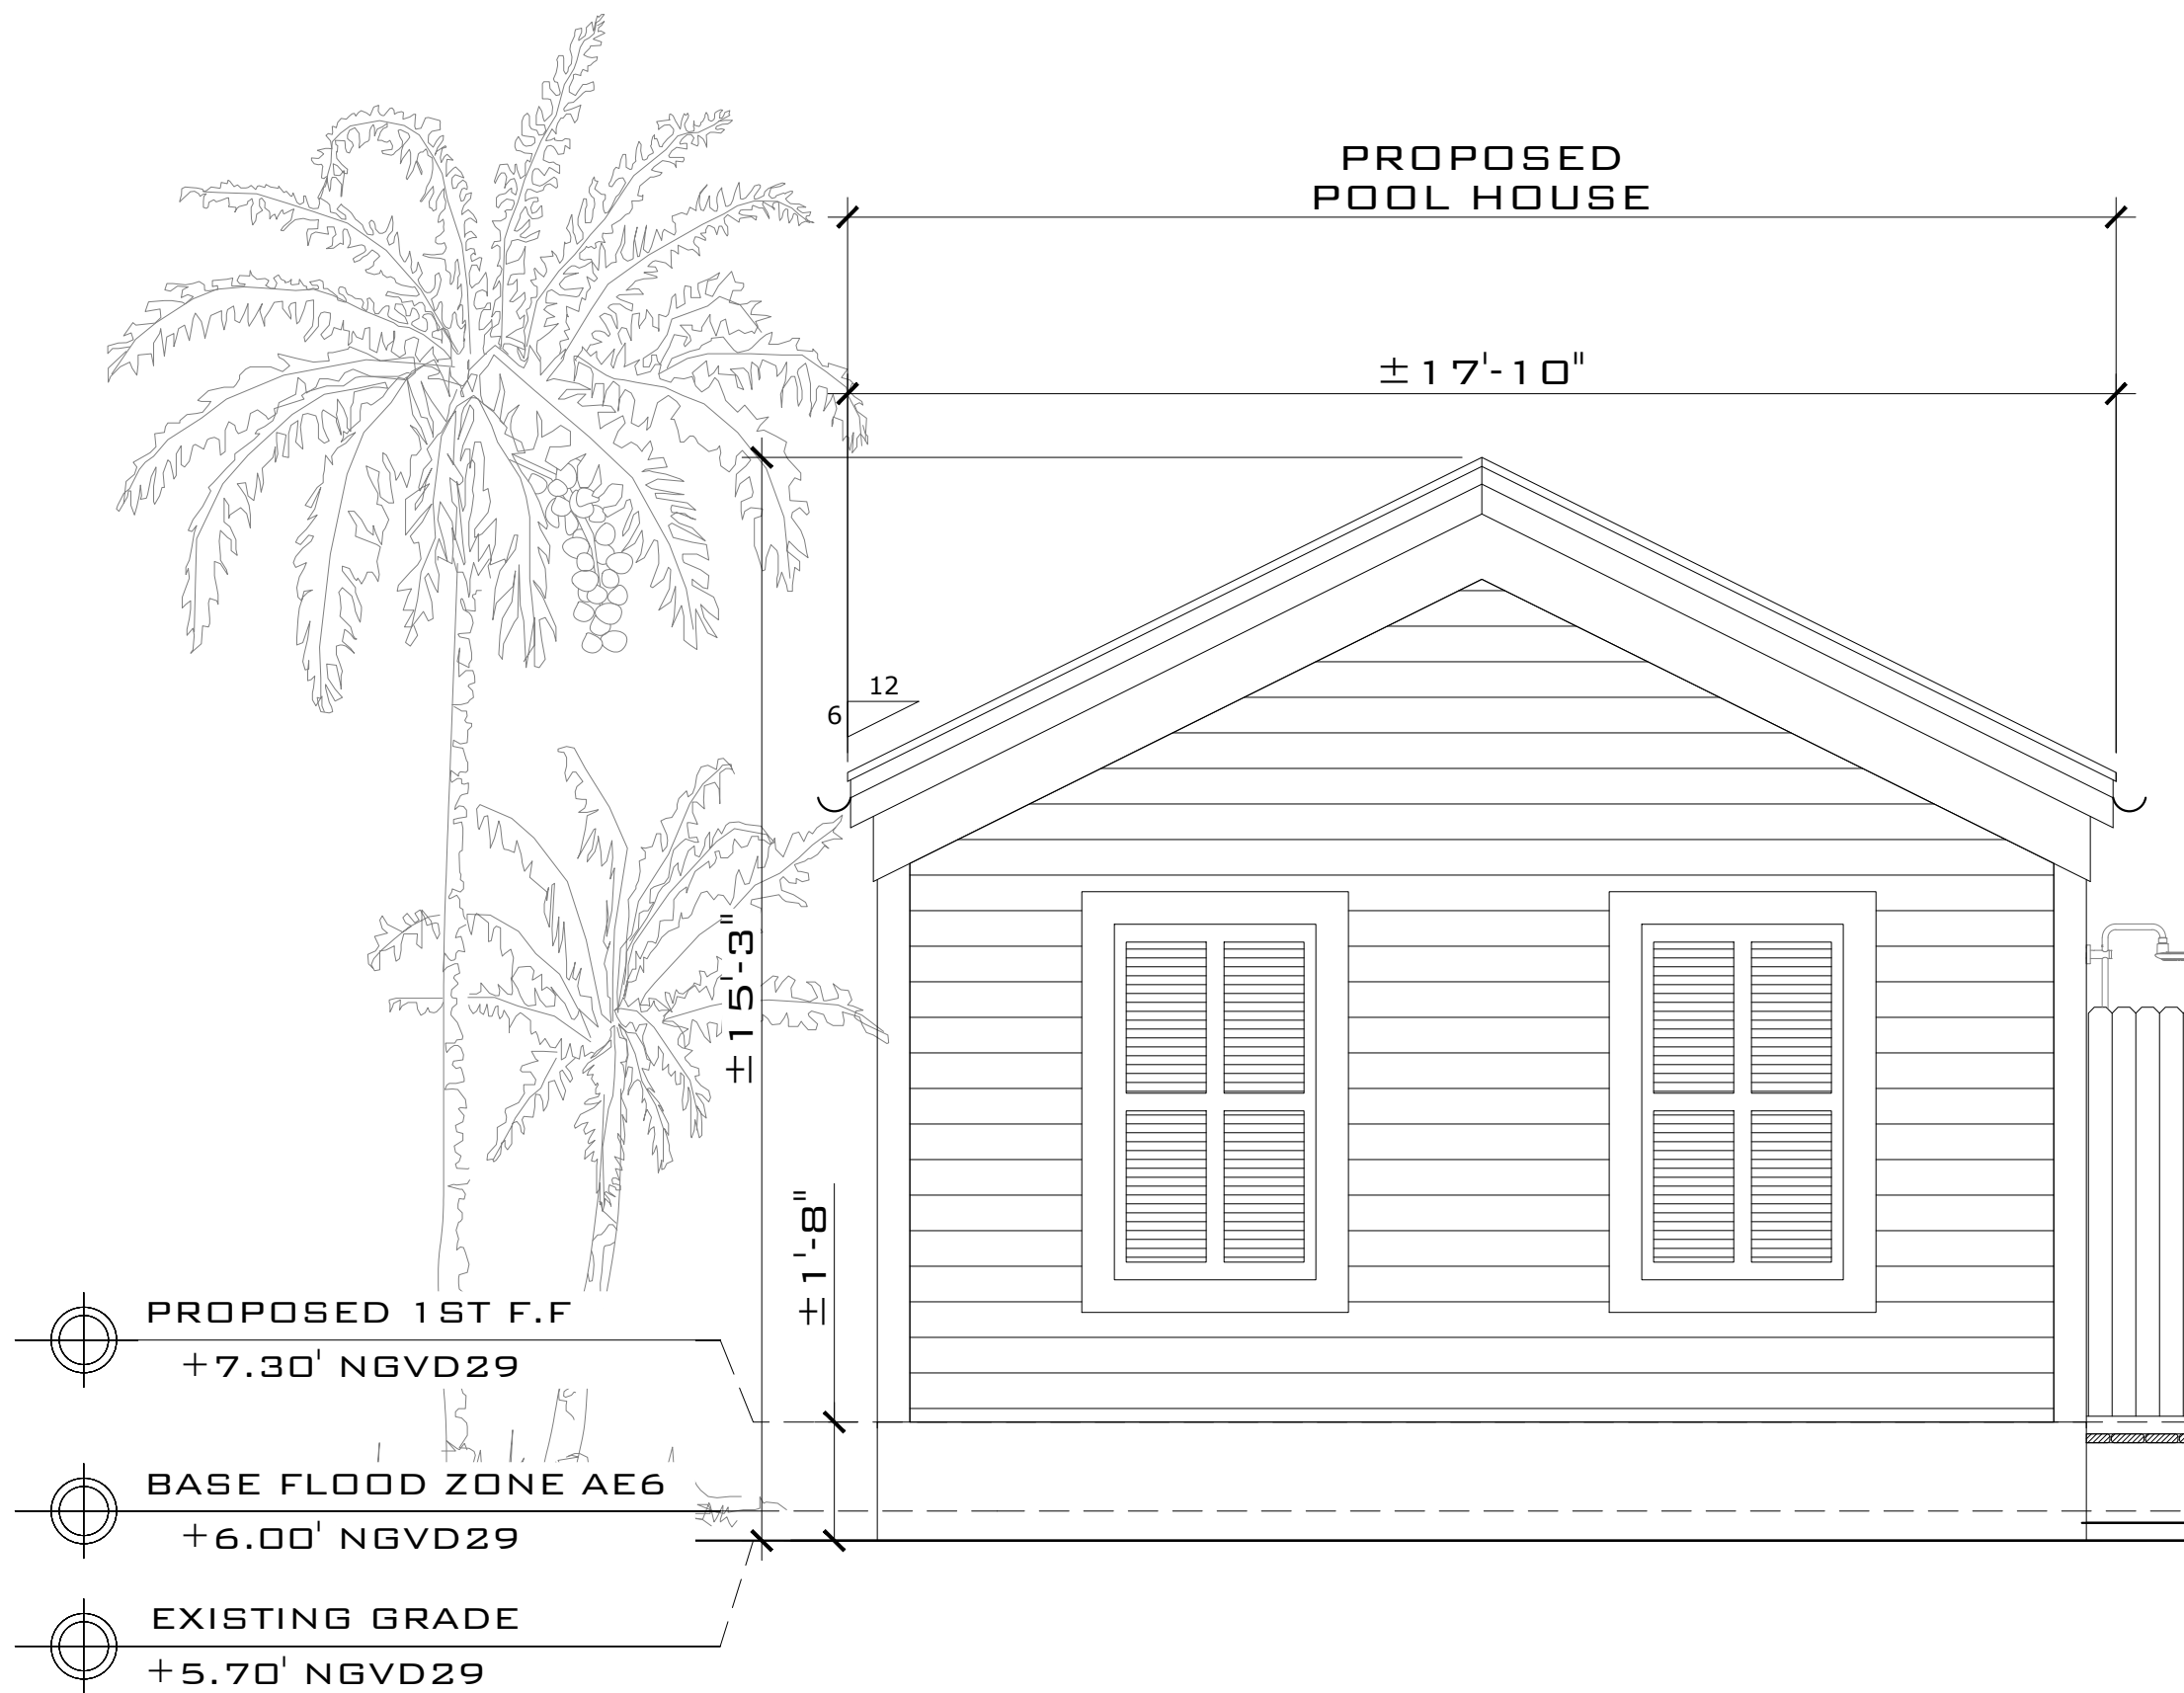 PROPOSED
POOL HOUSE
±17'-10"
12
6
±15'-3"
±1'-8"
PROPOSED 1ST F.F
+7.30' NGVD29
BASE FLOOD ZONE AE6
+6.00' NGVD29
EXISTING GRADE
+5.70' NGVD29